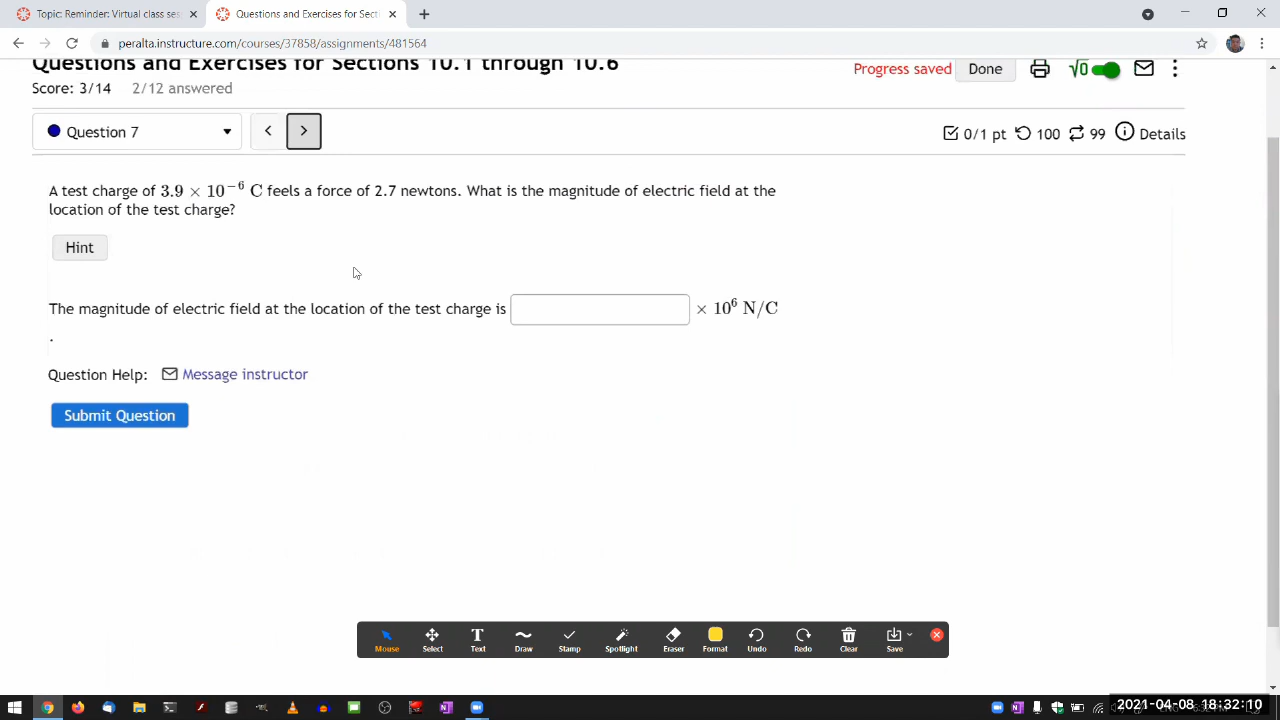 Topic: Reminder: Virtual class ses
Questions and Exercises for Secti
peralta.instructure.com/courses/37858/assignments/481564
Questions and Exercises for Sections 10.1 through 10.6
Progress saved
Done
√0
Score: 3/14 2/12 answered
Question 7
<
>
0/1 pt 100 99 Details
A test charge of 3.9 × 10⁻⁶ C feels a force of 2.7 newtons. What is the magnitude of electric field at the
location of the test charge?
Hint
The magnitude of electric field at the location of the test charge is × 10⁶ N/C
.
Question Help: Message instructor
Submit Question
Mouse Select Text Draw Stamp Spotlight Eraser Format Undo Redo Clear Save
2021-04-08 18:32:10